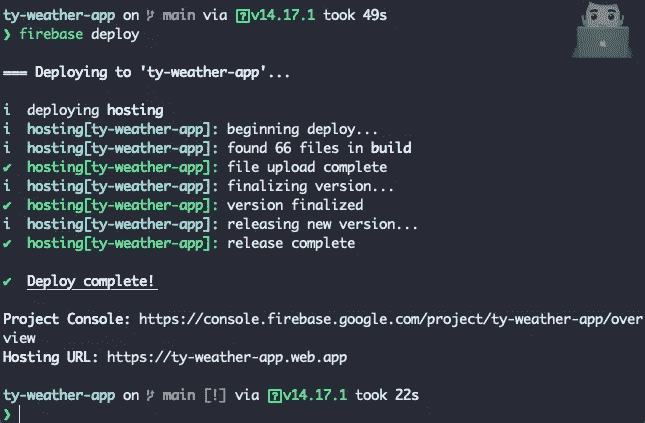 ty-weather-app on main via [?]v14.17.1 took 49s
❯ firebase deploy
=== Deploying to 'ty-weather-app'...
i deploying hosting
i hosting[ty-weather-app]: beginning deploy...
i hosting[ty-weather-app]: found 66 files in build
✔ hosting[ty-weather-app]: file upload complete
i hosting[ty-weather-app]: finalizing version...
✔ hosting[ty-weather-app]: version finalized
i hosting[ty-weather-app]: releasing new version...
✔ hosting[ty-weather-app]: release complete
✔ Deploy complete!
Project Console: https://console.firebase.google.com/project/ty-weather-app/over
view
Hosting URL: https://ty-weather-app.web.app
ty-weather-app on main [!] via [?]v14.17.1 took 22s
❯